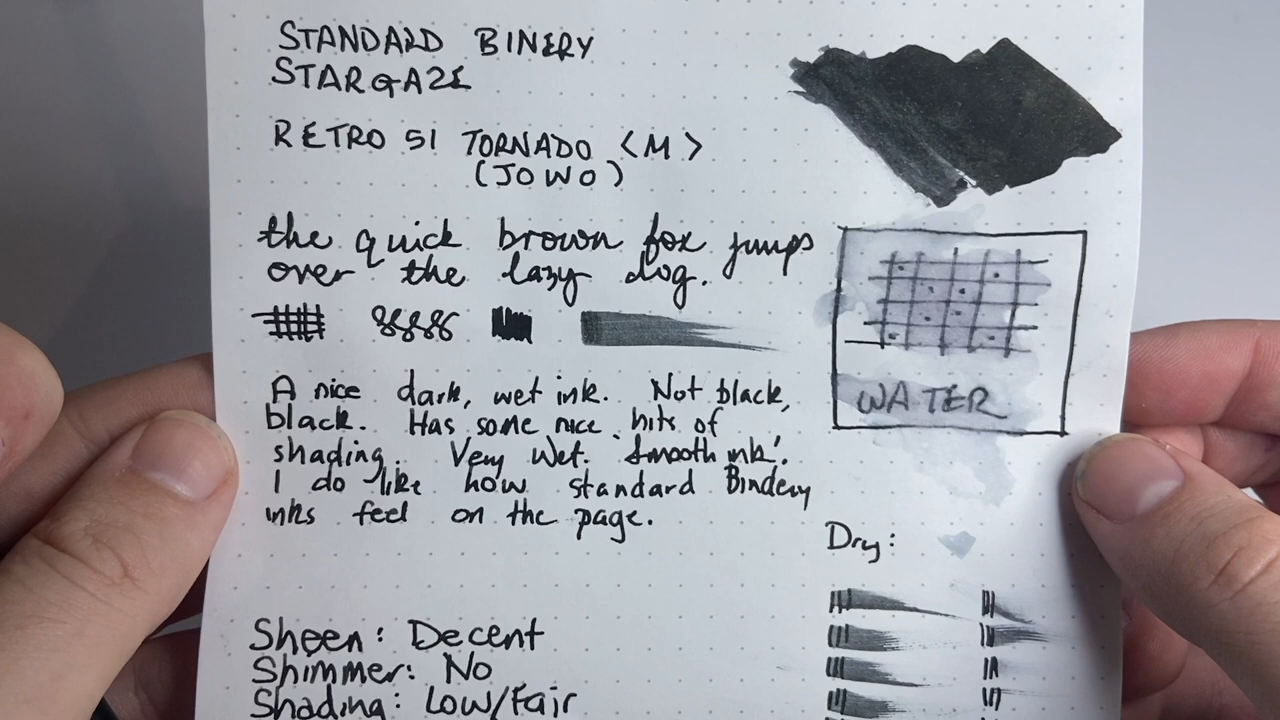 STANDARD BINERY
STARGAZE
RETRO 51 TORNADO <M>
(JOWO)
the quick brown fox jumps
over the lazy dog.
A nice dark, wet ink. Not black,
black. Has some nice hits of
shading. Very wet. Smooth ink!
I do like how standard Bindery
inks feel on the page.
WATER
Dry:
Sheen: Decent
Shimmer: No
Shading: Low/Fair